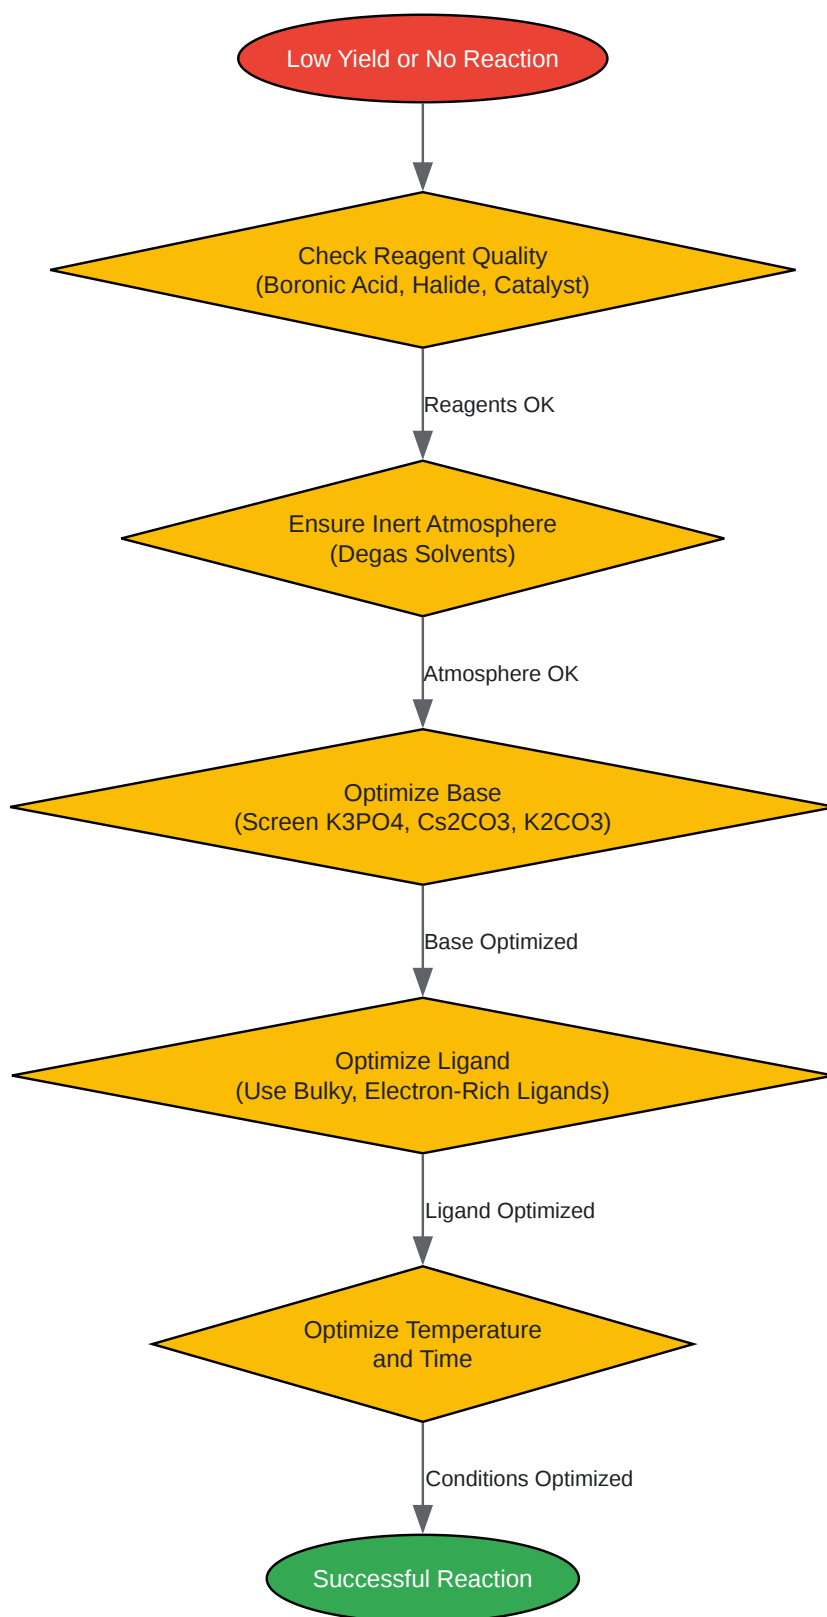 Low Yield or No Reaction
Check Reagent Quality
(Boronic Acid, Halide, Catalyst)
Reagents OK
Ensure Inert Atmosphere
(Degas Solvents)
Atmosphere OK
Optimize Base
(Screen K3PO4, Cs2CO3, K2CO3)
Base Optimized
Optimize Ligand
(Use Bulky, Electron-Rich Ligands)
Ligand Optimized
Optimize Temperature
and Time
Conditions Optimized
Successful Reaction